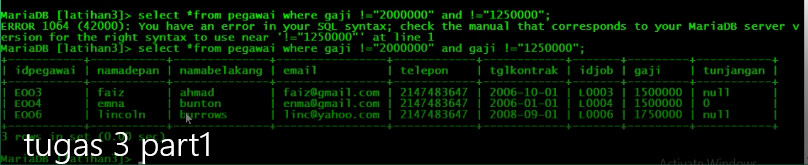 MariaDB [latihan3]> select *from pegawai where gaji !="2000000" and !="1250000";
ERROR 1064 (42000): You have an error in your SQL syntax; check the manual that corresponds to your MariaDB server v
ersion for the right syntax to use near '!="1250000"' at line 1
MariaDB [latihan3]> select *from pegawai where gaji !="2000000" and gaji !="1250000";
| idpegawai | namadepan | namabelakang | email | telepon | tglkontrak | idjob | gaji | tunjangan |
| E003 | faiz | ahmad | faiz@gmail.com | 2147483647 | 2006-10-01 | L0003 | 1500000 | null |
| E004 | emna | bunton | enma@gmail.com | 2147483647 | 2006-01-01 | L0004 | 1500000 | 0 |
| E006 | lincoln | burrows | linc@yahoo.com | 2147483647 | 2008-09-01 | L0006 | 1750000 | null |
3 rows in set (0.00 sec)
tugas 3 part1
MariaDB [latihan3]>
Activate Windows